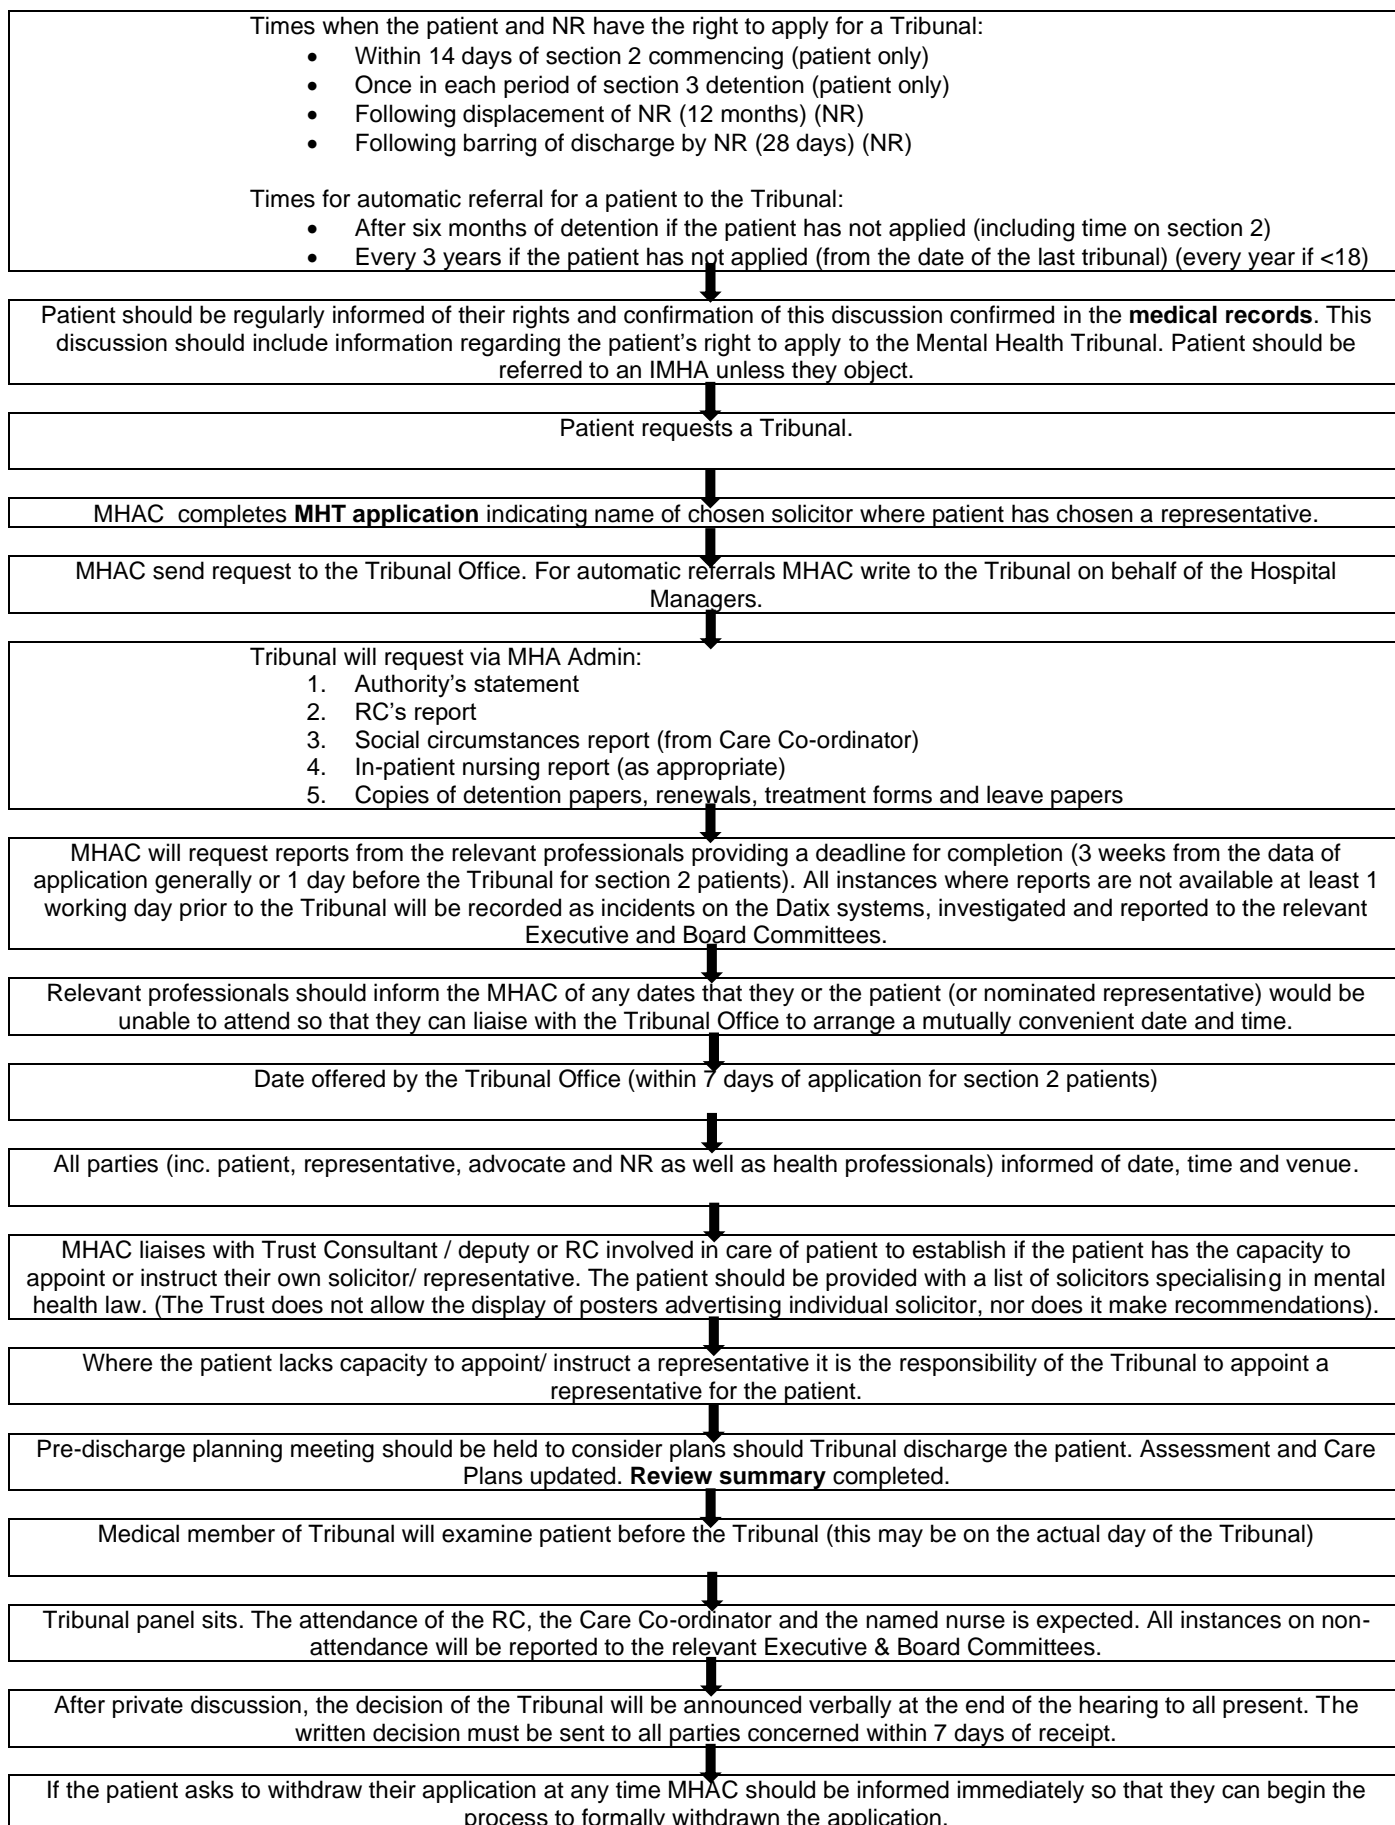 Times when the patient and NR have the right to apply for a Tribunal:
• Within 14 days of section 2 commencing (patient only)
• Once in each period of section 3 detention (patient only)
• Following displacement of NR (12 months) (NR)
• Following barring of discharge by NR (28 days) (NR)
Times for automatic referral for a patient to the Tribunal:
• After six months of detention if the patient has not applied (including time on section 2)
• Every 3 years if the patient has not applied (from the date of the last tribunal) (every year if <18)
Patient should be regularly informed of their rights and confirmation of this discussion confirmed in the medical records. This
discussion should include information regarding the patient's right to apply to the Mental Health Tribunal. Patient should be
referred to an IMHA unless they object.
Patient requests a Tribunal.
MHAC completes MHT application indicating name of chosen solicitor where patient has chosen a representative.
MHAC send request to the Tribunal Office. For automatic referrals MHAC write to the Tribunal on behalf of the Hospital
Managers.
Tribunal will request via MHA Admin:
1. Authority's statement
2. RC's report
3. Social circumstances report (from Care Co-ordinator)
4. In-patient nursing report (as appropriate)
5. Copies of detention papers, renewals, treatment forms and leave papers
MHAC will request reports from the relevant professionals providing a deadline for completion (3 weeks from the data of
application generally or 1 day before the Tribunal for section 2 patients). All instances where reports are not available at least 1
working day prior to the Tribunal will be recorded as incidents on the Datix systems, investigated and reported to the relevant
Executive and Board Committees.
Relevant professionals should inform the MHAC of any dates that they or the patient (or nominated representative) would be
unable to attend so that they can liaise with the Tribunal Office to arrange a mutually convenient date and time.
Date offered by the Tribunal Office (within 7 days of application for section 2 patients)
All parties (inc. patient, representative, advocate and NR as well as health professionals) informed of date, time and venue.
MHAC liaises with Trust Consultant / deputy or RC involved in care of patient to establish if the patient has the capacity to
appoint or instruct their own solicitor/ representative. The patient should be provided with a list of solicitors specialising in mental
health law. (The Trust does not allow the display of posters advertising individual solicitor, nor does it make recommendations).
Where the patient lacks capacity to appoint/ instruct a representative it is the responsibility of the Tribunal to appoint a
representative for the patient.
Pre-discharge planning meeting should be held to consider plans should Tribunal discharge the patient. Assessment and Care
Plans updated. Review summary completed.
Medical member of Tribunal will examine patient before the Tribunal (this may be on the actual day of the Tribunal)
Tribunal panel sits. The attendance of the RC, the Care Co-ordinator and the named nurse is expected. All instances on non-
attendance will be reported to the relevant Executive & Board Committees.
After private discussion, the decision of the Tribunal will be announced verbally at the end of the hearing to all present. The
written decision must be sent to all parties concerned within 7 days of receipt.
If the patient asks to withdraw their application at any time MHAC should be informed immediately so that they can begin the
process to formally withdrawn the application.